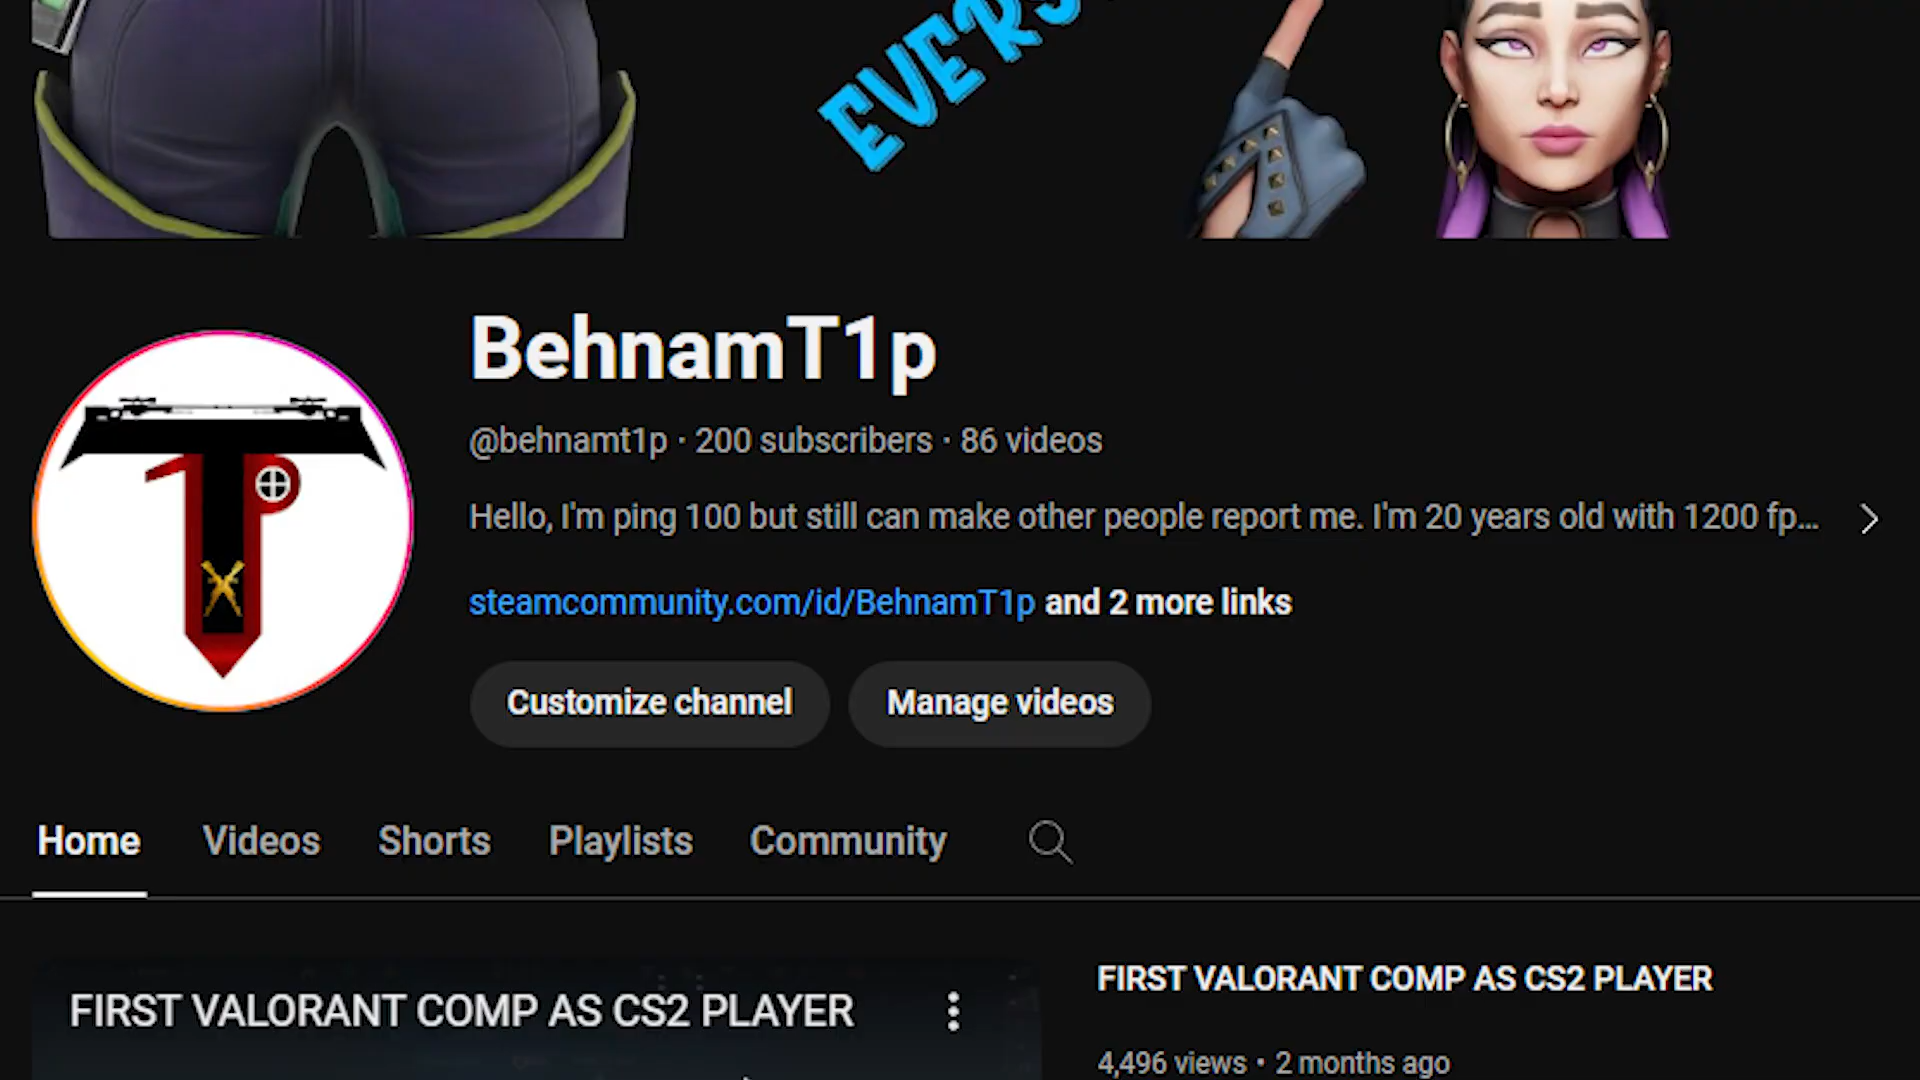 BehnamT1p
@behnamt1p · 200 subscribers · 86 videos
Hello, I'm ping 100 but still can make other people report me. I'm 20 years old with 1200 fp...
steamcommunity.com/id/BehnamT1p and 2 more links
Customize channel Manage videos
Home Videos Shorts Playlists Community
FIRST VALORANT COMP AS CS2 PLAYER
FIRST VALORANT COMP AS CS2 PLAYER
4,496 views · 2 months ago